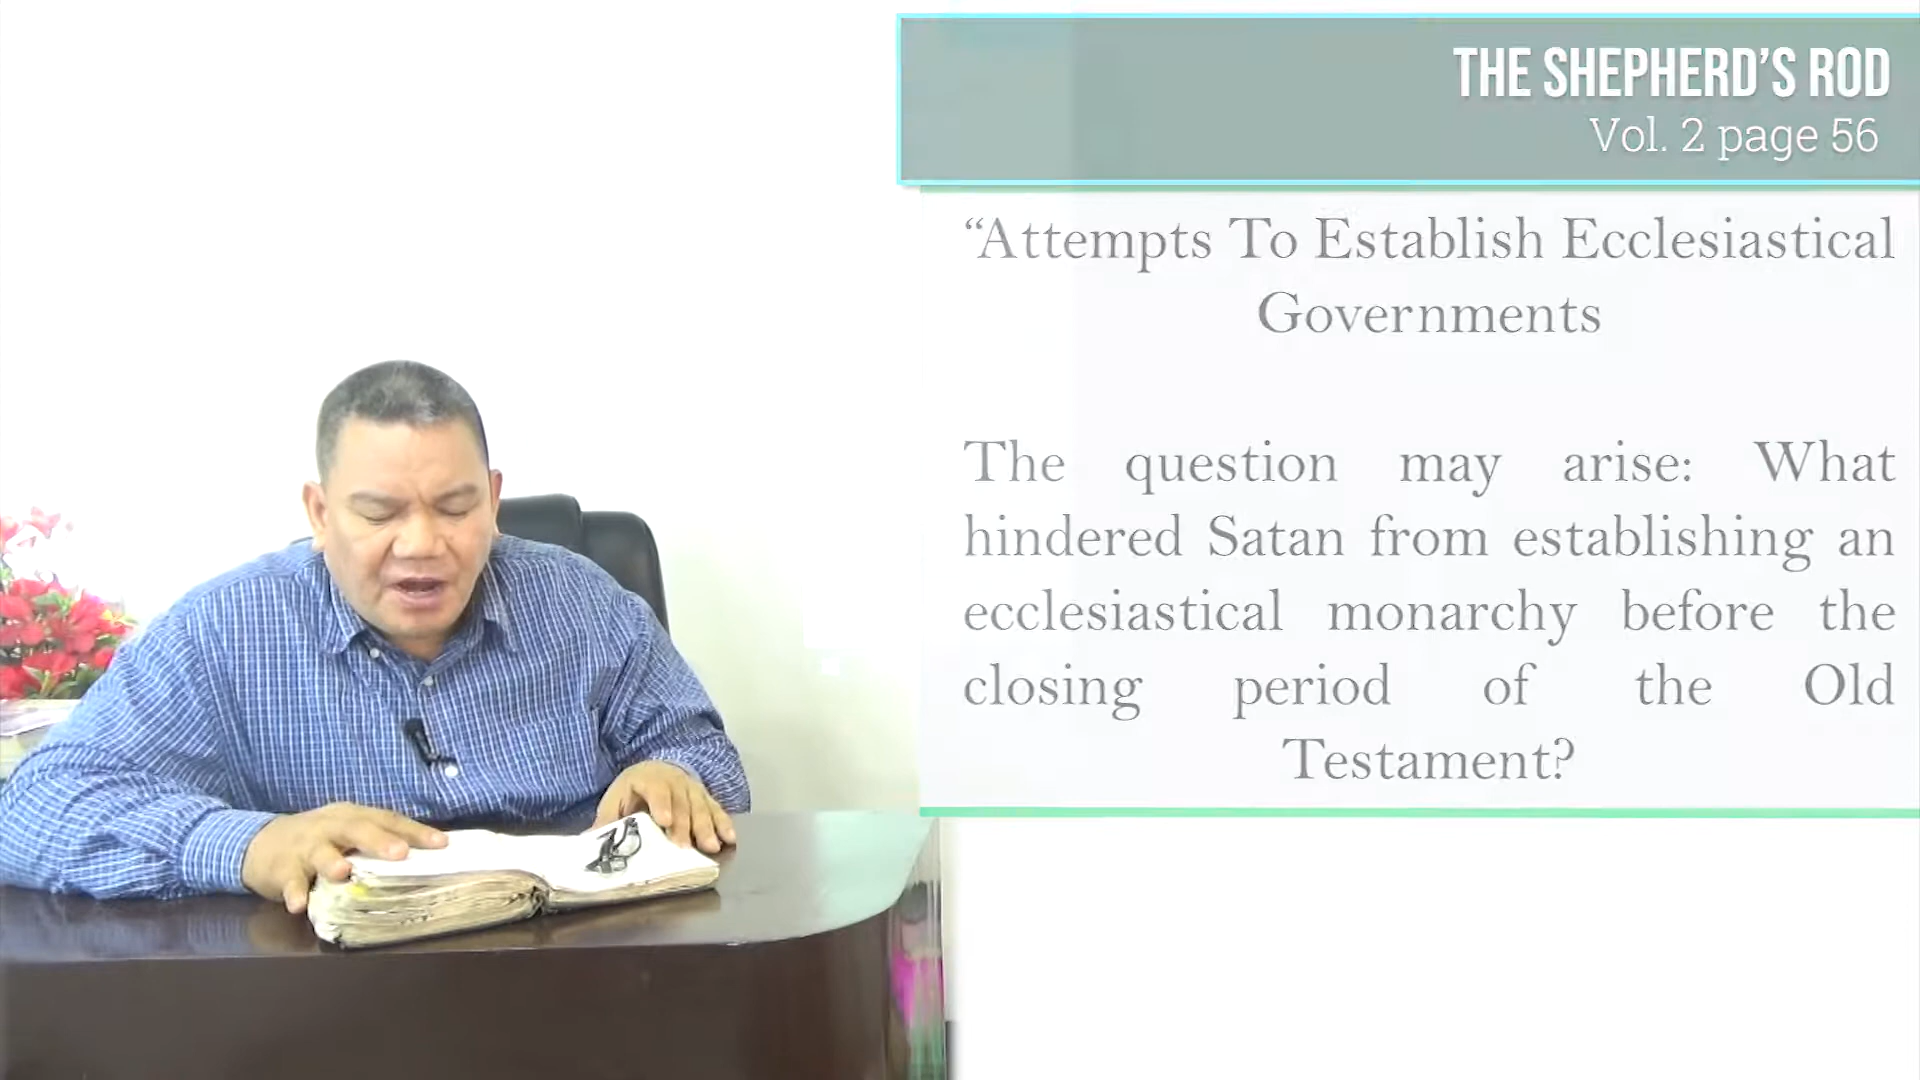 THE SHEPHERD'S ROD
Vol. 2 page 56
“Attempts To Establish Ecclesiastical
Governments
The question may arise: What
hindered Satan from establishing an
ecclesiastical monarchy before the
closing period of the Old
Testament?